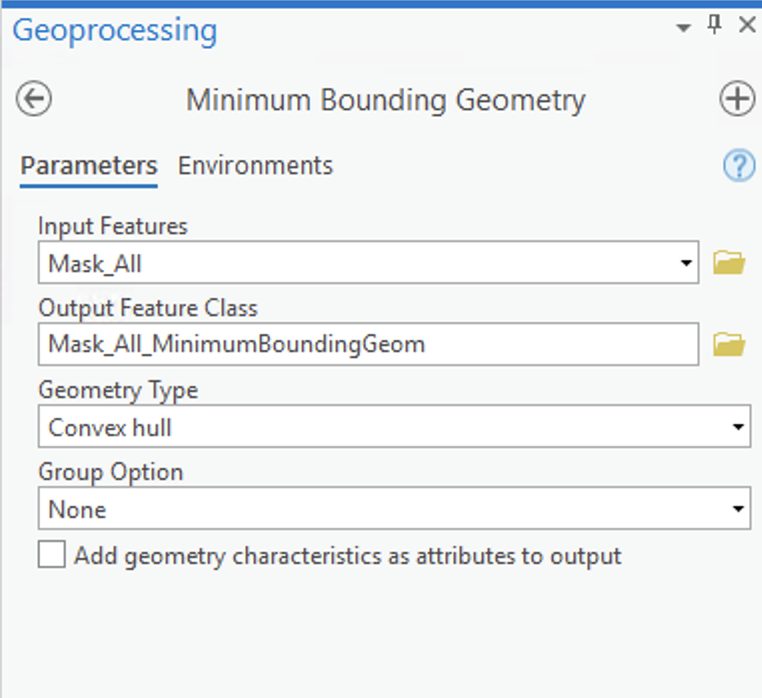 Geoprocessing
Minimum Bounding Geometry
Parameters Environments
Input Features
Mask_All
Output Feature Class
Mask_All_MinimumBoundingGeom
Geometry Type
Convex hull
Group Option
None
Add geometry characteristics as attributes to output